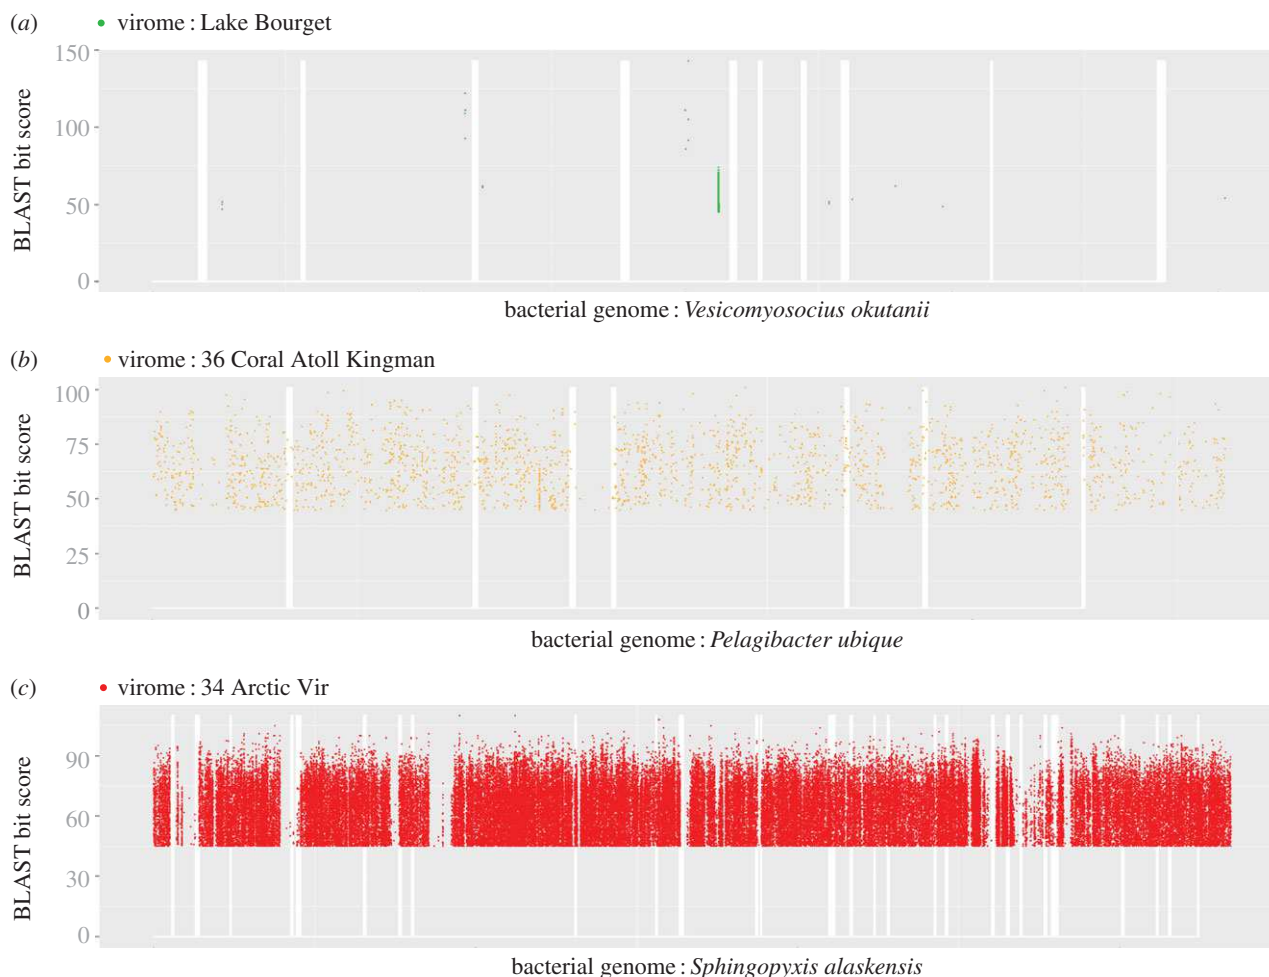 (a)
virome : Lake Bourget
150
100
50
0
BLAST bit score
bacterial genome : Vesicomyosocius okutanii
(b)
virome : 36 Coral Atoll Kingman
100
75
50
25
0
BLAST bit score
bacterial genome : Pelagibacter ubique
(c)
virome : 34 Arctic Vir
90
60
30
0
BLAST bit score
bacterial genome : Sphingopyxis alaskensis